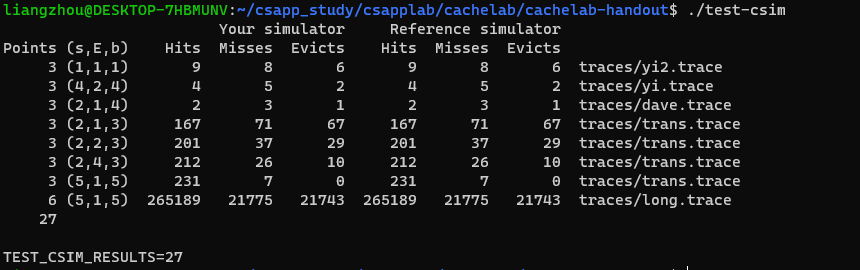 liangzhou@DESKTOP-7HBMUNV:~/csapp_study/csapplab/cachelab/cachelab-handout$ ./test-csim
                        Your simulator     Reference simulator
Points (s,E,b)    Hits  Misses  Evicts    Hits  Misses  Evicts
     3 (1,1,1)       9       8       6       9       8       6  traces/yi2.trace
     3 (4,2,4)       4       5       2       4       5       2  traces/yi.trace
     3 (2,1,4)       2       3       1       2       3       1  traces/dave.trace
     3 (2,1,3)     167      71      67     167      71      67  traces/trans.trace
     3 (2,2,3)     201      37      29     201      37      29  traces/trans.trace
     3 (2,4,3)     212      26      10     212      26      10  traces/trans.trace
     3 (5,1,5)     231       7       0     231       7       0  traces/trans.trace
     6 (5,1,5)  265189   21775   21743  265189   21775   21743  traces/long.trace
    27

TEST_CSIM_RESULTS=27